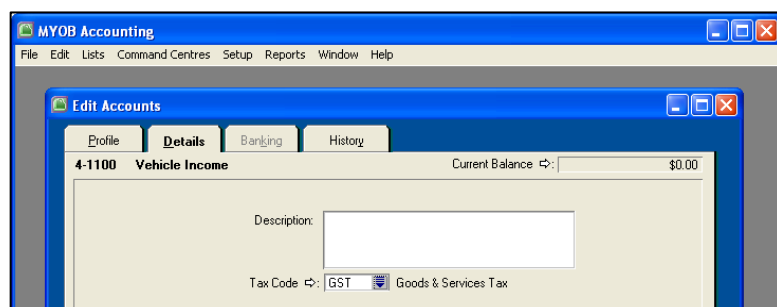 MYOB Accounting
File Edit Lists Command Centres Setup Reports Window Help
Edit Accounts
Profile Details Banking History
4-1100 Vehicle Income Current Balance ⇨: $0.00
Description:
Tax Code ⇨: GST Goods & Services Tax